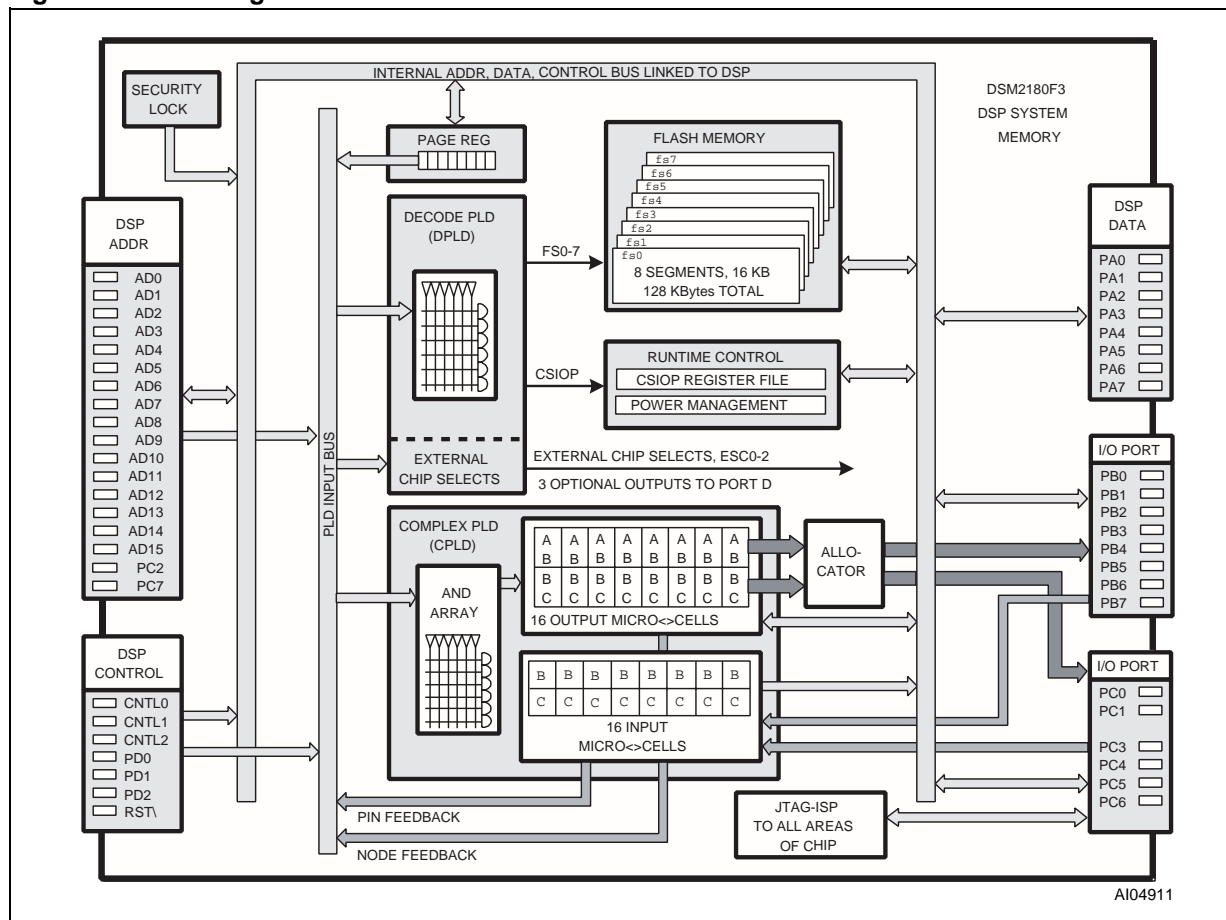 INTERNAL ADDR, DATA, CONTROL BUS LINKED TO DSP
SECURITY
LOCK
DSM2180F3
DSP SYSTEM
MEMORY
PAGE REG
FLASH MEMORY
fs7
fs6
fs5
fs4
fs3
fs2
fs1
fs0
8 SEGMENTS, 16 KB
128 KBytes TOTAL
DECODE PLD
(DPLD)
FS0-7
DSP
ADDR
AD0
AD1
AD2
AD3
AD4
AD5
AD6
AD7
AD8
AD9
AD10
AD11
AD12
AD13
AD14
AD15
PC2
PC7
DSP
DATA
PA0
PA1
PA2
PA3
PA4
PA5
PA6
PA7
CSIOP
RUNTIME CONTROL
CSIOP REGISTER FILE
POWER MANAGEMENT
EXTERNAL
CHIP SELECTS
EXTERNAL CHIP SELECTS, ESC0-2
3 OPTIONAL OUTPUTS TO PORT D
PLD INPUT BUS
I/O PORT
PB0
PB1
PB2
PB3
PB4
PB5
PB6
PB7
COMPLEX PLD
(CPLD)
AND
ARRAY
A A A A A A A A
B B B B B B B B
B B B B B B B B
C C C C C C C C
16 OUTPUT MICRO<>CELLS
ALLO-
CATOR
B B B B B B B B
C C C C C C C C
16 INPUT
MICRO<>CELLS
DSP
CONTROL
CNTL0
CNTL1
CNTL2
PD0
PD1
PD2
RST\
I/O PORT
PC0
PC1
PC3
PC4
PC5
PC6
PIN FEEDBACK
NODE FEEDBACK
JTAG-ISP
TO ALL AREAS
OF CHIP
AI04911